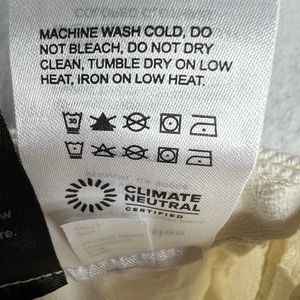 MACHINE WASH COLD, DO
NOT BLEACH, DO NOT DRY
CLEAN, TUMBLE DRY ON LOW
HEAT, IRON ON LOW HEAT.
30
CLIMATE
NEUTRAL
CERTIFIED